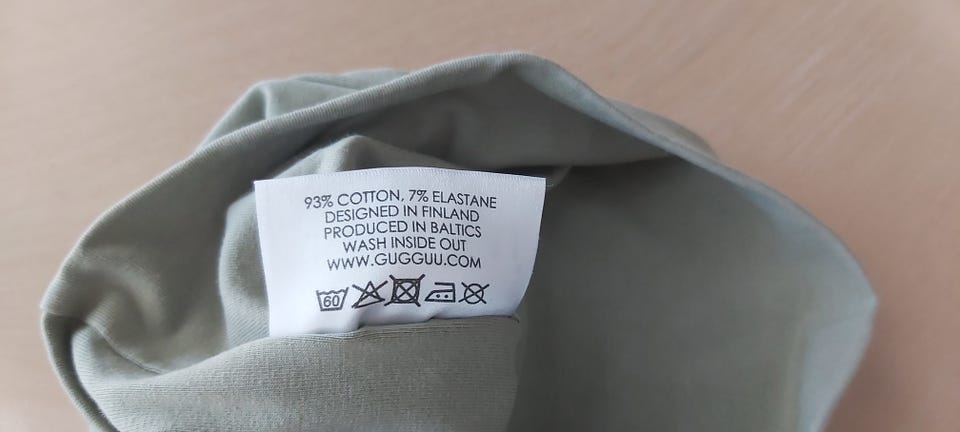 93% COTTON, 7% ELASTANE
DESIGNED IN FINLAND
PRODUCED IN BALTICS
WASH INSIDE OUT
WWW.GUGGUU.COM
60